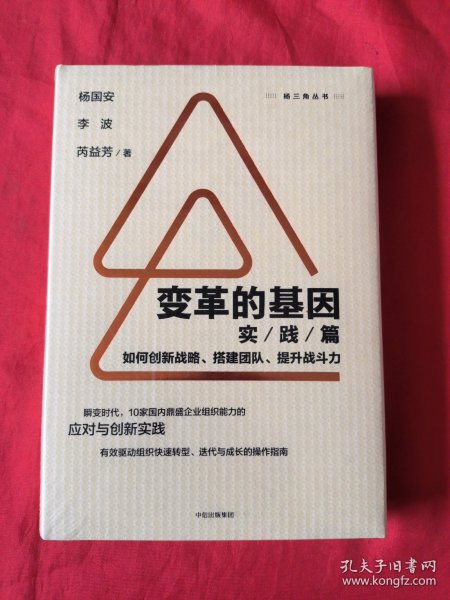 杨国安
李 波
芮益芳/著
杨三角丛书
变革的基因
实/践/篇
如何创新战略、搭建团队、提升战斗力
瞬变时代，10家国内鼎盛企业组织能力的
应对与创新实践
有效驱动组织快速转型、迭代与成长的操作指南
中信出版集团
孔夫子旧书网
www.kongfz.com